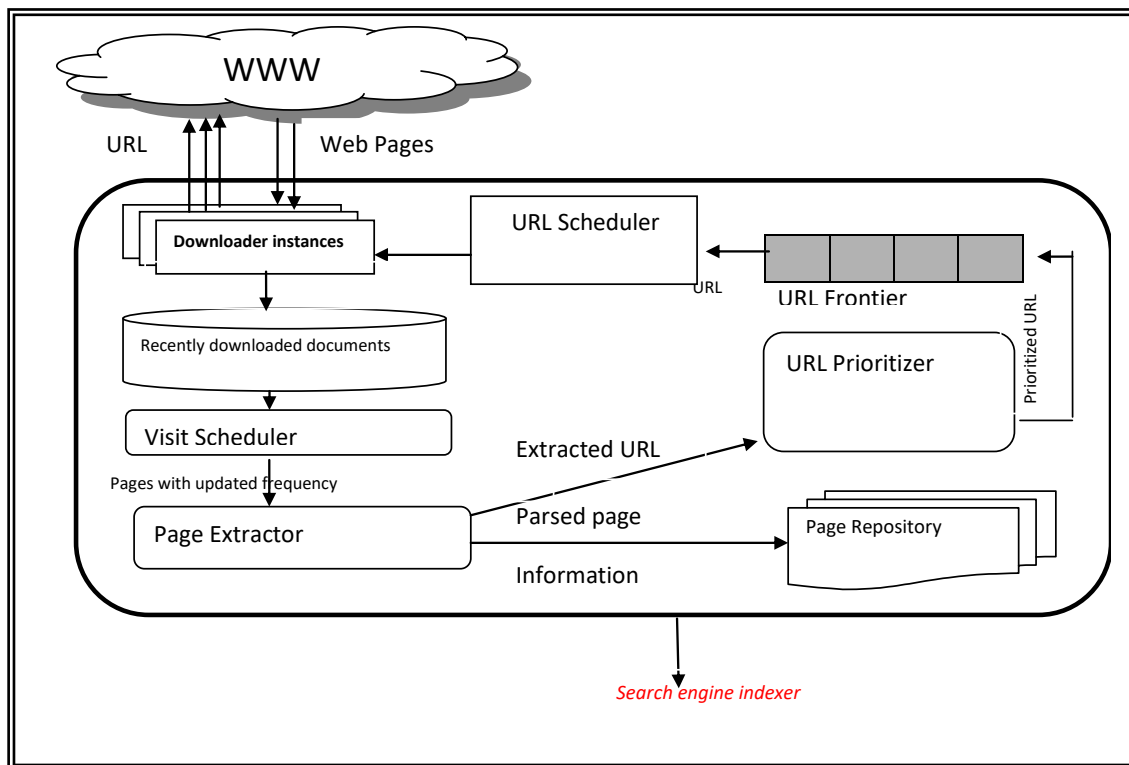 WWW
URL
Web Pages
Downloader instances
URL Scheduler
URL
URL Frontier
Prioritized URL
Recently downloaded documents
URL Prioritizer
Visit Scheduler
Extracted URL
Pages with updated frequency
Page Extractor
Parsed page
Information
Page Repository
Search engine indexer